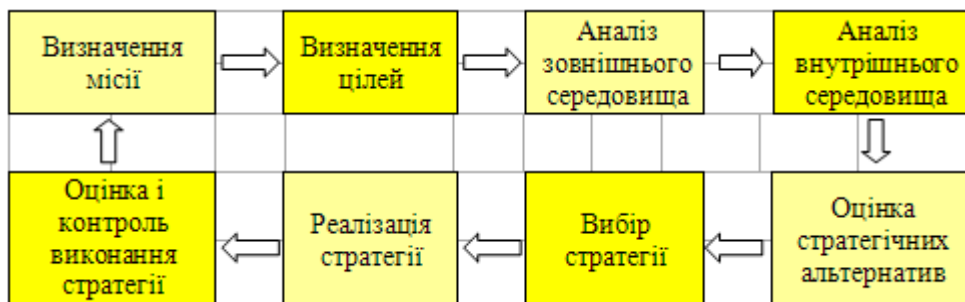 Визначення
місії
Визначення
цілей
Аналіз
зовнішнього
середовища
Аналіз
внутрішнього
середовища
Оцінка і
контроль
виконання
стратегії
Реалізація
стратегії
Вибір
стратегії
Оцінка
стратегічних
альтернатив